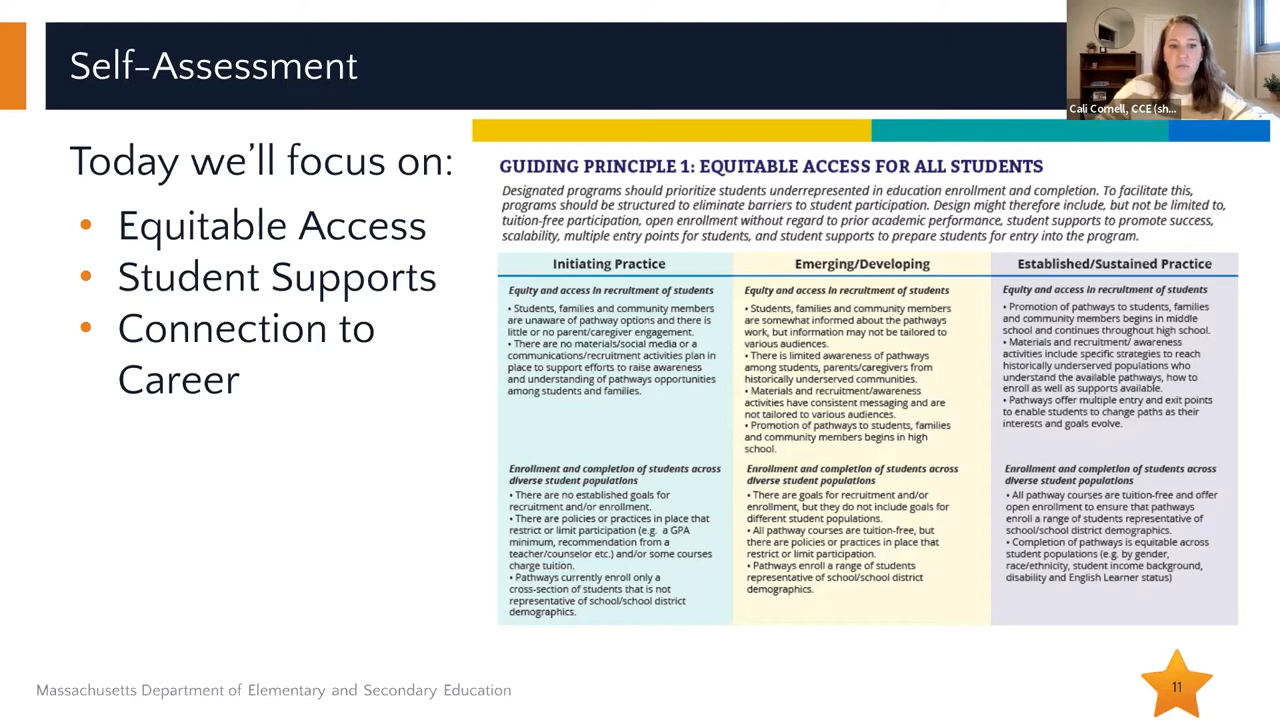 Self-Assessment
Cali Cornell, CCE (sh...
Today we'll focus on:
• Equitable Access
• Student Supports
• Connection to
Career
GUIDING PRINCIPLE 1: EQUITABLE ACCESS FOR ALL STUDENTS
Designated programs should prioritize students underrepresented in education enrollment and completion. To facilitate this,
programs should be structured to eliminate barriers to student participation. Design might therefore include, but not be limited to,
tuition-free participation, open enrollment without regard to prior academic performance, student supports to promote success,
scalability, multiple entry points for students, and student supports to prepare students for entry into the program.
Initiating Practice
Equity and access in recruitment of students
• Students, families and community members
are unaware of pathway options and there is
little or no parent/caregiver engagement.
• There are no materials/social media or a
communications/recruitment activities plan in
place to support efforts to raise awareness
and understanding of pathways opportunities
among students and families.
Enrollment and completion of students across
diverse student populations
• There are no established goals for
recruitment and/or enrollment.
• There are policies or practices in place that
restrict or limit participation (e.g. a GPA
minimum, recommendation from a
teacher/counselor etc.) and/or some courses
charge tuition.
• Pathways currently enroll only a
cross-section of students that is not
representative of school/school district
demographics.
Emerging/Developing
Equity and access in recruitment of students
• Students, families and community members
are somewhat informed about the pathways
work, but information may not be tailored to
various audiences.
• There is limited awareness of pathways
among students, parents/caregivers from
historically underserved communities.
• Materials and recruitment/awareness
activities have consistent messaging and are
not tailored to various audiences.
• Promotion of pathways to students, families
and community members begins in high
school.
Enrollment and completion of students across
diverse student populations
• There are goals for recruitment and/or
enrollment, but they do not include goals for
different student populations.
• All pathway courses are tuition-free, but
there are policies or practices in place that
restrict or limit participation.
• Pathways enroll a range of students
representative of school/school district
demographics.
Established/Sustained Practice
Equity and access in recruitment of students
• Promotion of pathways to students, families
and community members begins in middle
school and continues throughout high school.
• Materials and recruitment/ awareness
activities include specific strategies to reach
historically underserved populations who
understand the available pathways, how to
enroll as well as supports available.
• Pathways offer multiple entry and exit points
to enable students to change paths as their
interests and goals evolve.
Enrollment and completion of students across
diverse student populations
• All pathway courses are tuition-free and offer
open enrollment to ensure that pathways
enroll a range of students representative of
school/school district demographics.
• Completion of pathways is equitable across
student populations (e.g. by gender,
race/ethnicity, student income background,
disability and English Learner status)
Massachusetts Department of Elementary and Secondary Education
11